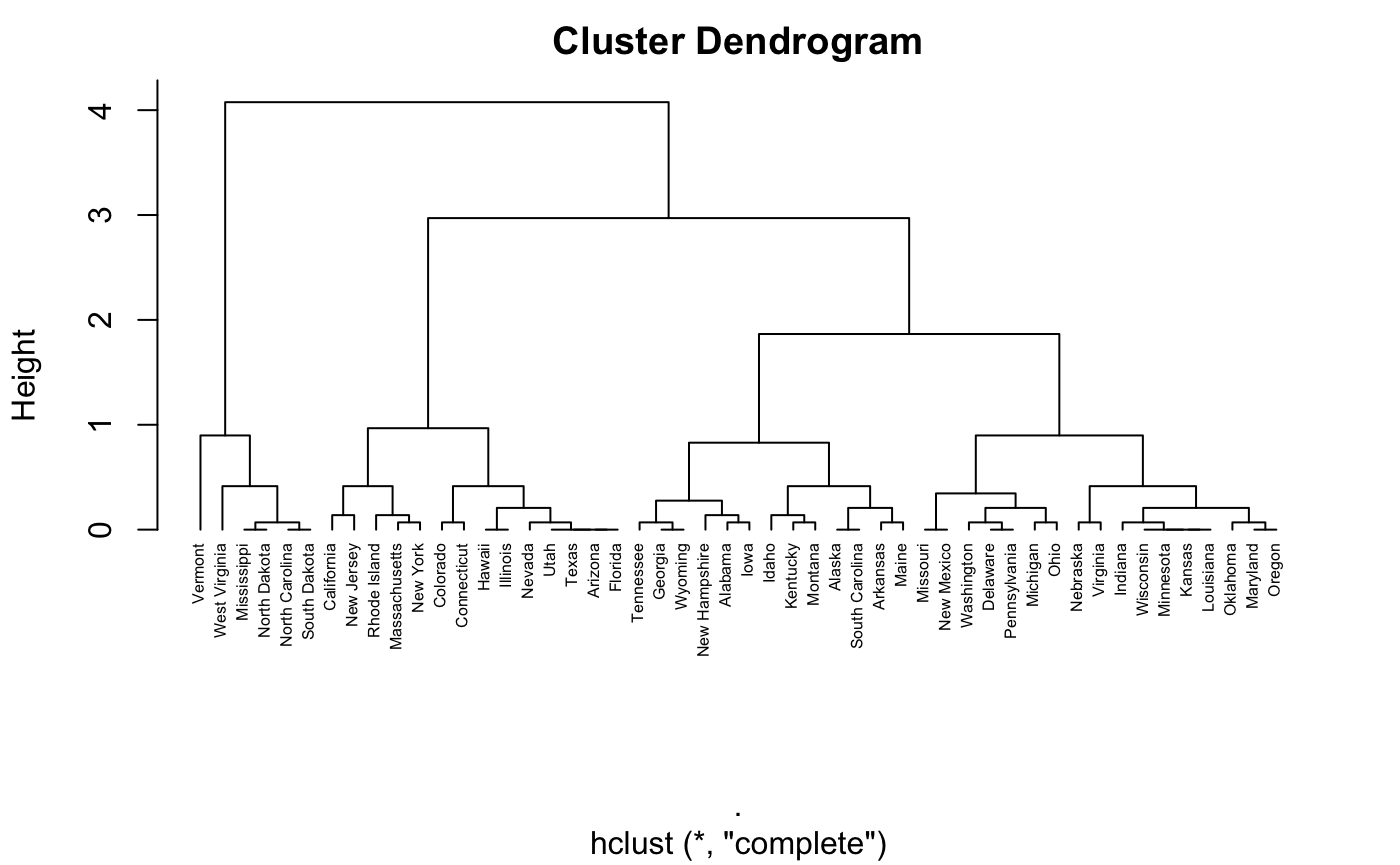 Cluster Dendrogram
Height
4
3
2
1
0
Vermont
West Virginia
Mississippi
North Dakota
North Carolina
South Dakota
California
New Jersey
Rhode Island
Massachusetts
New York
Colorado
Connecticut
Hawaii
Illinois
Nevada
Utah
Texas
Arizona
Florida
Tennessee
Georgia
Wyoming
New Hampshire
Alabama
Iowa
Idaho
Kentucky
Montana
Alaska
South Carolina
Arkansas
Maine
Missouri
New Mexico
Washington
Delaware
Pennsylvania
Michigan
Ohio
Nebraska
Virginia
Indiana
Wisconsin
Minnesota
Kansas
Louisiana
Oklahoma
Maryland
Oregon
.
hclust (*, "complete")